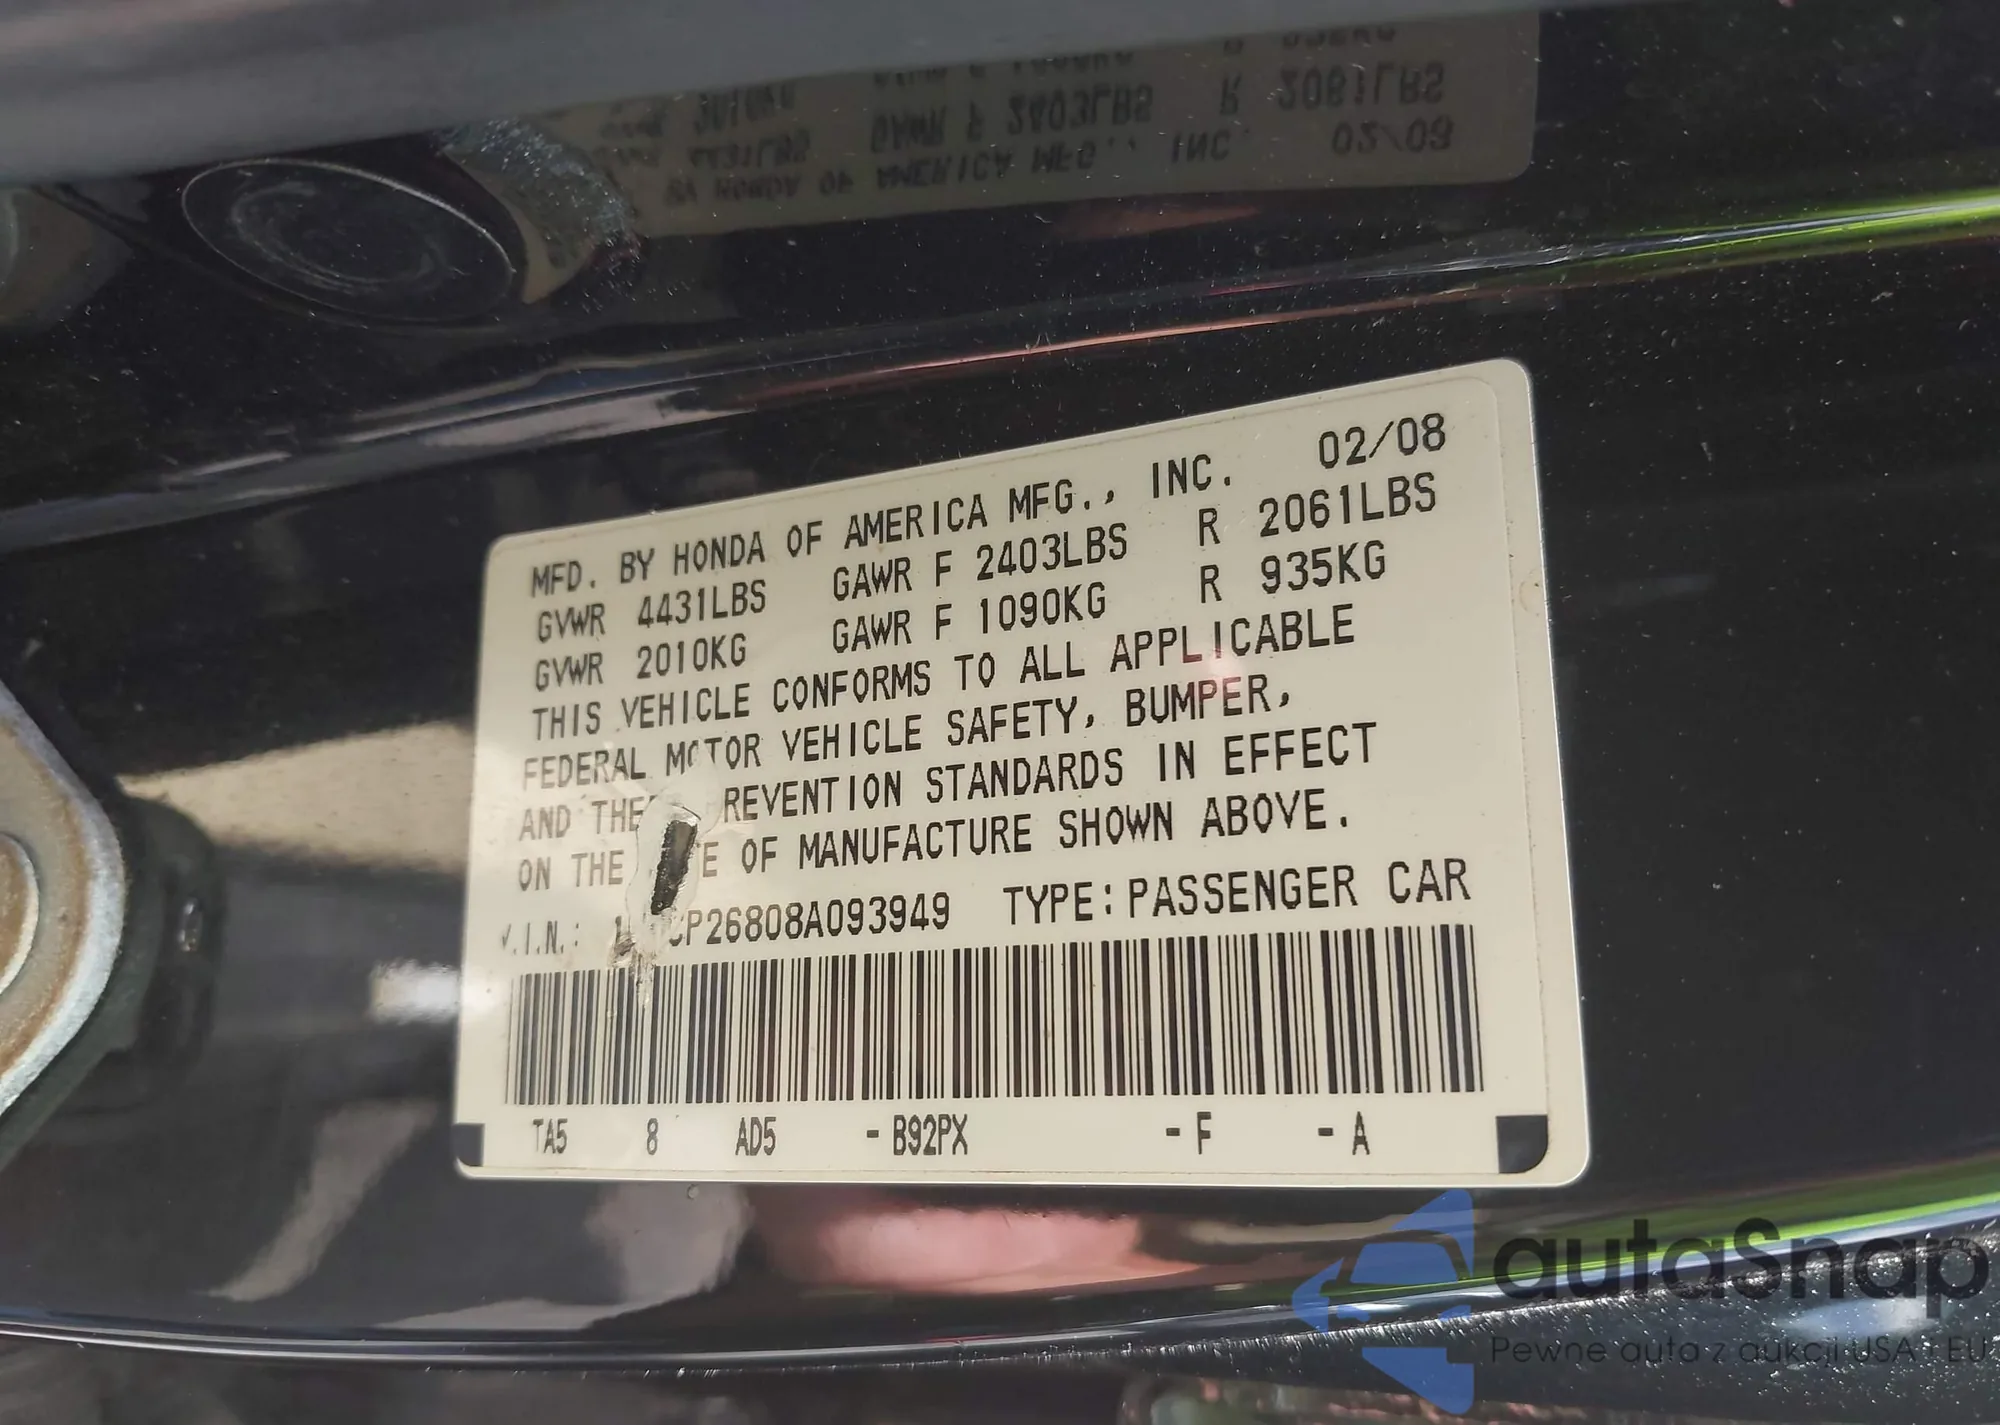 MFD. BY HONDA OF AMERICA MFG., INC. 02/08
GVWR 4431LBS GAWR F 2403LBS R 2061LBS
GVWR 2010KG GAWR F 1090KG R 935KG
THIS VEHICLE CONFORMS TO ALL APPLICABLE
FEDERAL MOTOR VEHICLE SAFETY, BUMPER,
AND REVENTION STANDARDS IN EFFECT
ON THE OF MANUFACTURE SHOWN ABOVE.
V.I.N.: CP26808A093949 TYPE: PASSENGER CAR
TA5 8 AD5 - B92PX - F - A
autaSnap
Pewne auta z aukcji USA i EU